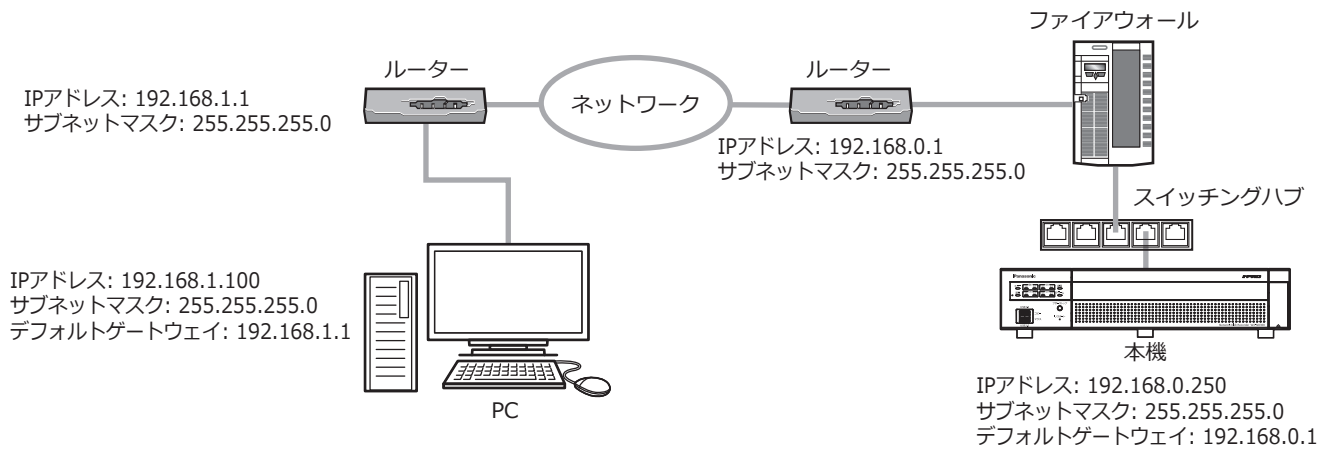 ファイアウォール
ルーター
ルーター
ネットワーク
IPアドレス: 192.168.1.1
サブネットマスク: 255.255.255.0
IPアドレス: 192.168.0.1
サブネットマスク: 255.255.255.0
スイッチングハブ
IPアドレス: 192.168.1.100
サブネットマスク: 255.255.255.0
デフォルトゲートウェイ: 192.168.1.1
PC
Panasonic
本機
IPアドレス: 192.168.0.250
サブネットマスク: 255.255.255.0
デフォルトゲートウェイ: 192.168.0.1